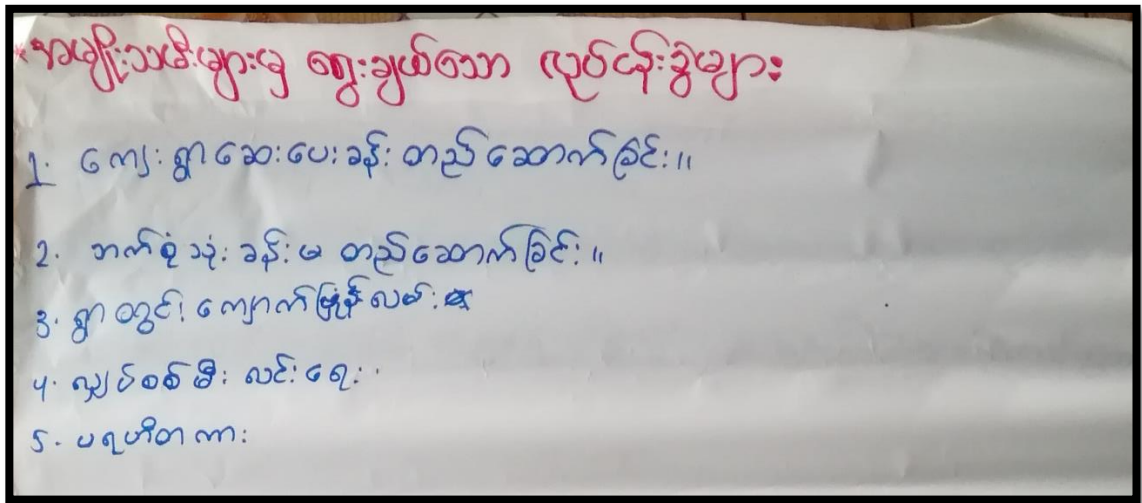 * အမျိုးသမီးများမှ ရွေးချယ်သော လုပ်ငန်းခွဲများ
1. ကျေးရွာဆေးပေးခန်း တည်ဆောက်ခြင်း။
2. ဘက်စုံသုံးခန်းမ တည်ဆောက်ခြင်း။
3. ရွာတွင်း ကျောက်ဖြုန်လမ်း
4. လျှပ်စစ်မီး လင်းရေး
5. ပရဟိတကား